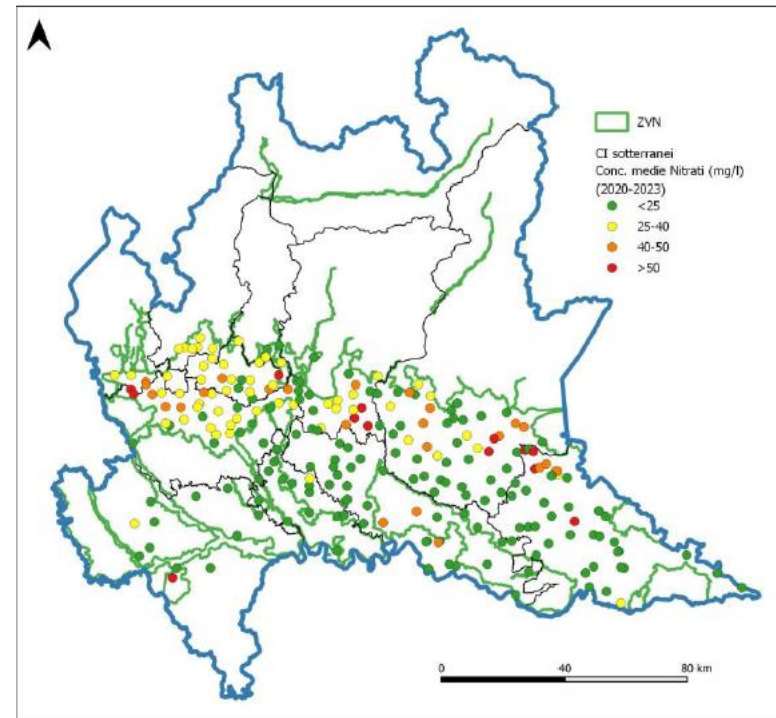 ZVN
CI sotterranei
Conc. medie Nitrati (mg/l)
(2020-2023)
<25
25-40
40-50
>50
0 40 80 km